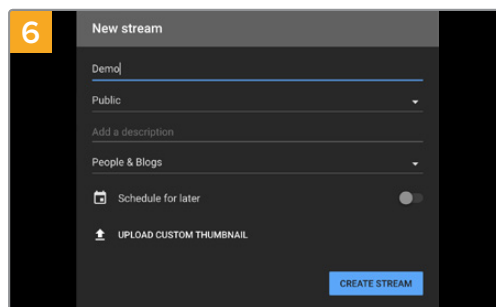 6
New stream
Demo
Public
Add a description
People & Blogs
Schedule for later
UPLOAD CUSTOM THUMBNAIL
CREATE STREAM